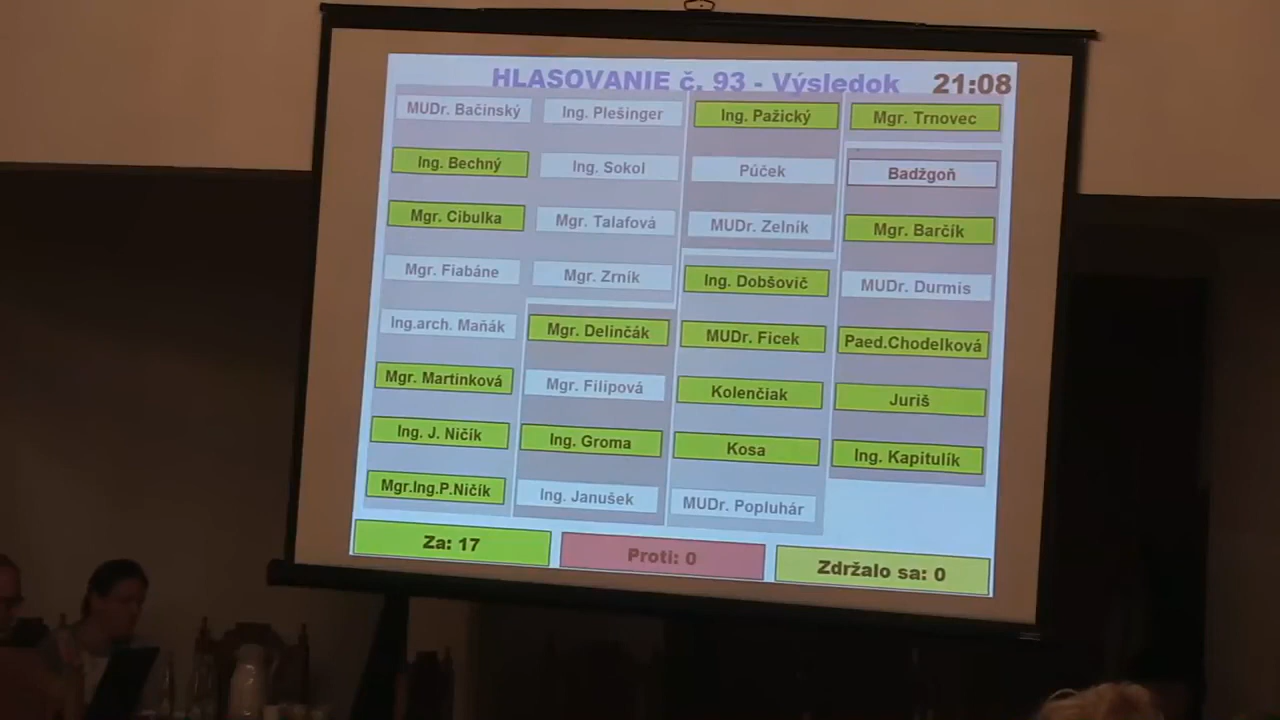 HLASOVANIE č. 93 - Výsledok 21:08
MUDr. Bačinský
Ing. Bechný
Mgr. Cibulka
Mgr. Fiabáne
Ing.arch. Maňák
Mgr. Martinková
Ing. J. Ničík
Mgr.Ing.P.Ničík
Ing. Plešinger
Ing. Sokol
Mgr. Talafová
Mgr. Zrník
Mgr. Delinčák
Mgr. Filipová
Ing. Groma
Ing. Janušek
Ing. Pažický
Púček
MUDr. Zelník
Ing. Dobšovič
MUDr. Ficek
Kolenčiak
Kosa
MUDr. Popluhár
Mgr. Trnovec
Badžgoň
Mgr. Barčík
MUDr. Durmis
Paed.Chodelková
Juriš
Ing. Kapitulík
Za: 17
Proti: 0
Zdržalo sa: 0